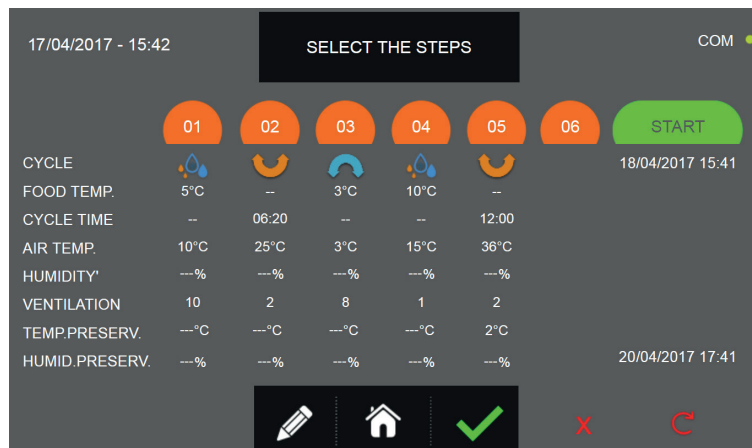 17/04/2017 - 15:42 SELECT THE STEPS COM
01 02 03 04 05 06 START
CYCLE 18/04/2017 15:41
FOOD TEMP. 5°C -- 3°C 10°C --
CYCLE TIME -- 06:20 -- -- 12:00
AIR TEMP. 10°C 25°C 3°C 15°C 36°C
HUMIDITY' ---% ---% ---% ---% ---%
VENTILATION 10 2 8 1 2
TEMP.PRESERV. ---°C ---°C ---°C ---°C 2°C
HUMID.PRESERV. ---% ---% ---% ---% ---% 20/04/2017 17:41
X